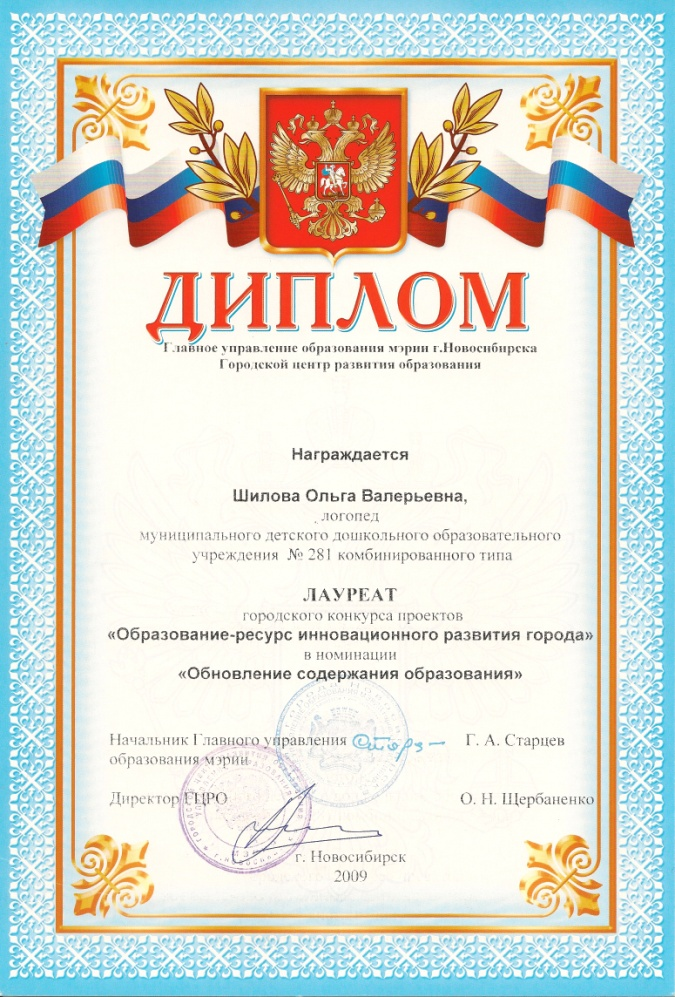 ДИПЛОМ
Главное управление образования мэрии г.Новосибирска
Городской центр развития образования
Награждается
Шилова Ольга Валерьевна,
логопед
муниципального детского дошкольного образовательного
учреждения № 281 комбинированного типа
ЛАУРЕАТ
городского конкурса проектов
«Образование-ресурс инновационного развития города»
в номинации
«Обновление содержания образования»
Начальник Главного управления Г. А. Старцев
образования мэрии
Директор ГЦРО О. Н. Щербаненко
г. Новосибирск
2009